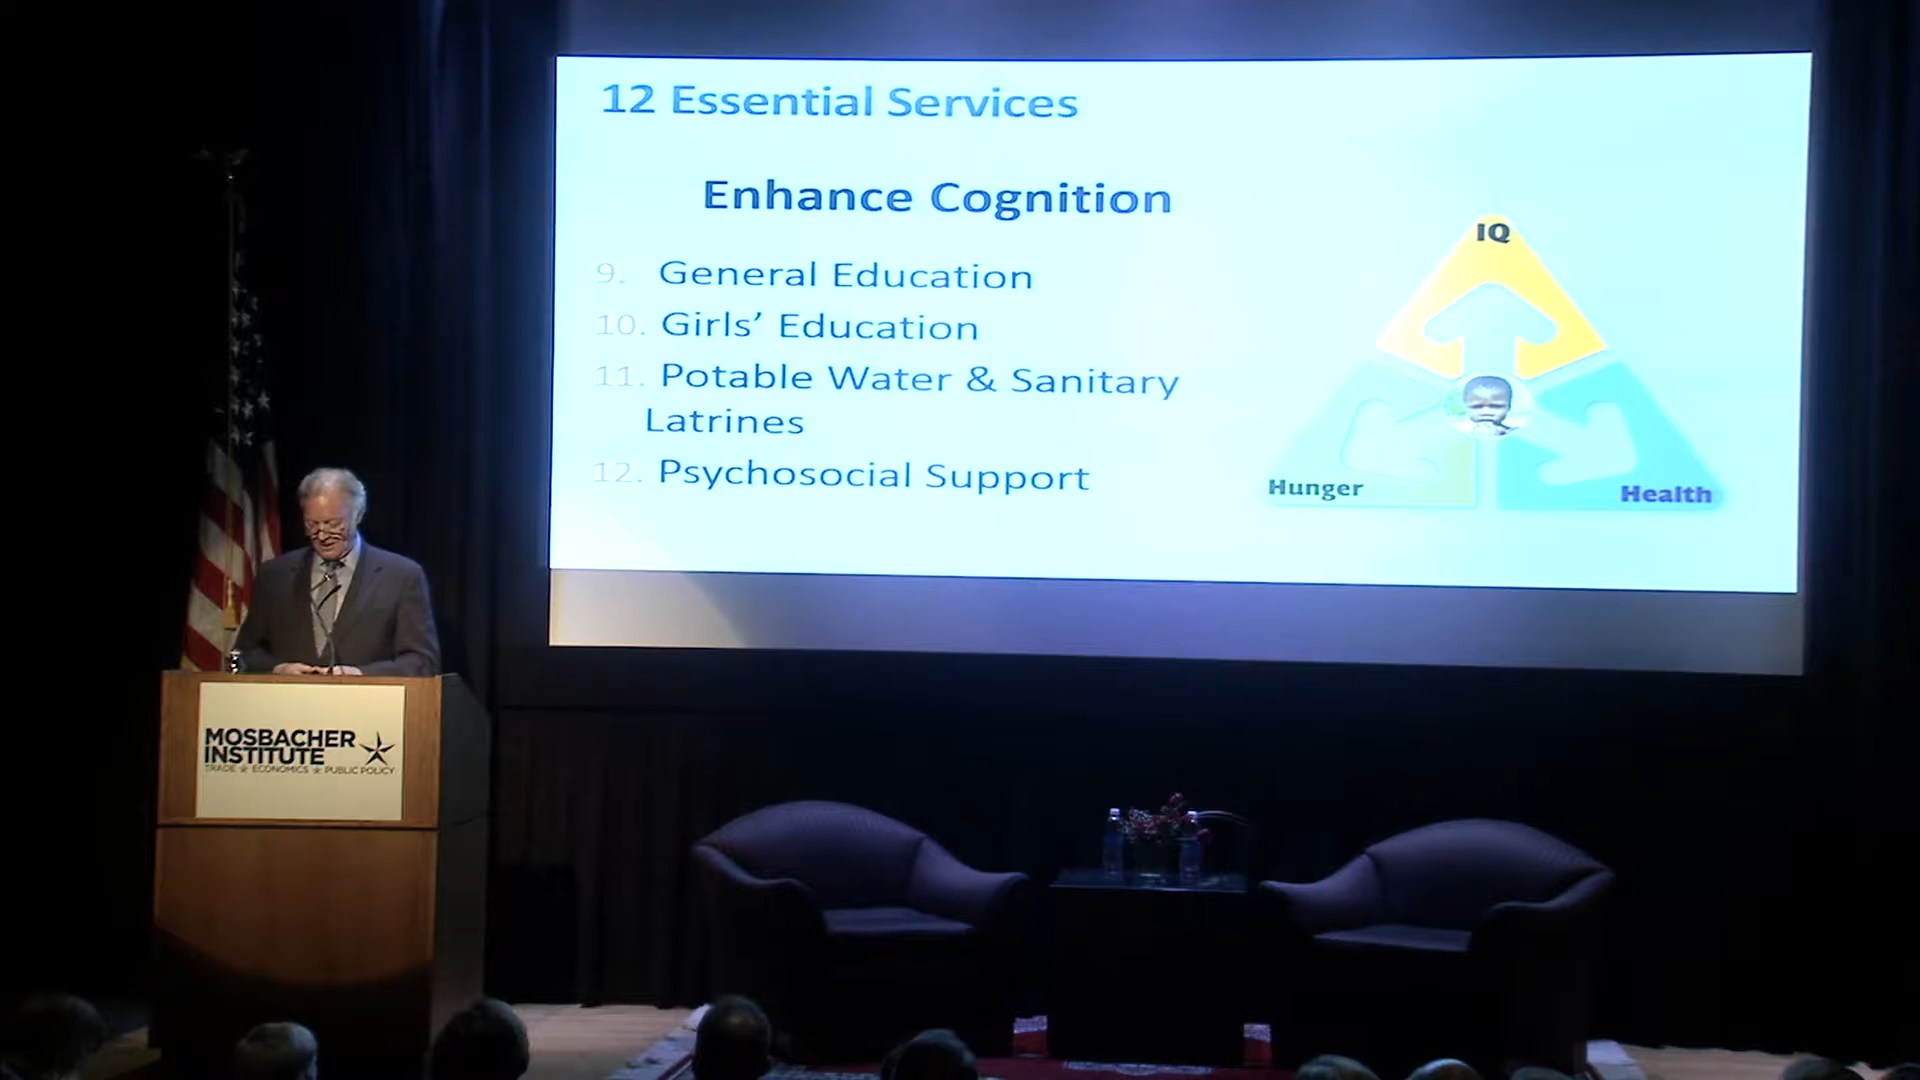 12 Essential Services
Enhance Cognition
9. General Education
10. Girls’ Education
11. Potable Water & Sanitary
Latrines
12. Psychosocial Support
IQ
Hunger
Health
MOSBACHER
INSTITUTE
TRADE ★ ECONOMICS ★ PUBLIC POLICY